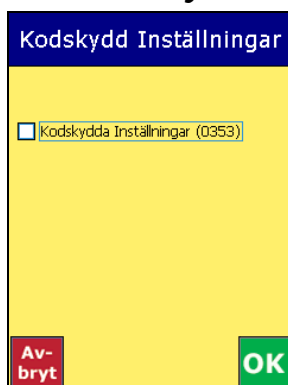 Kodskydd Inställningar
Kodskydda Inställningar (0353)
Av-
bryt
OK